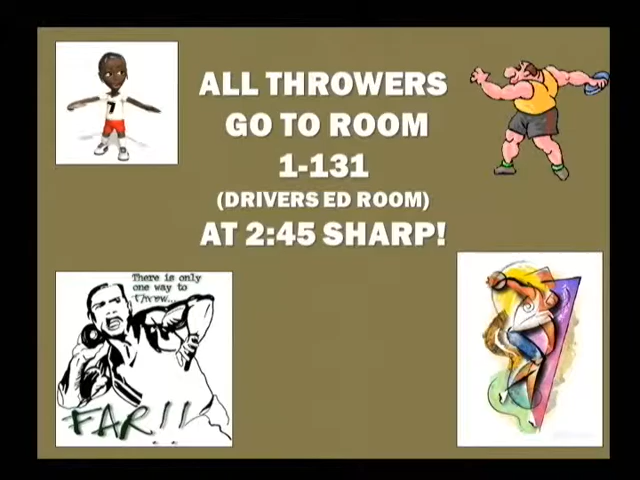 ALL THROWERS
GO TO ROOM
1-131
(DRIVERS ED ROOM)
AT 2:45 SHARP!
7
There is only
one way to
throw...
FAR!!